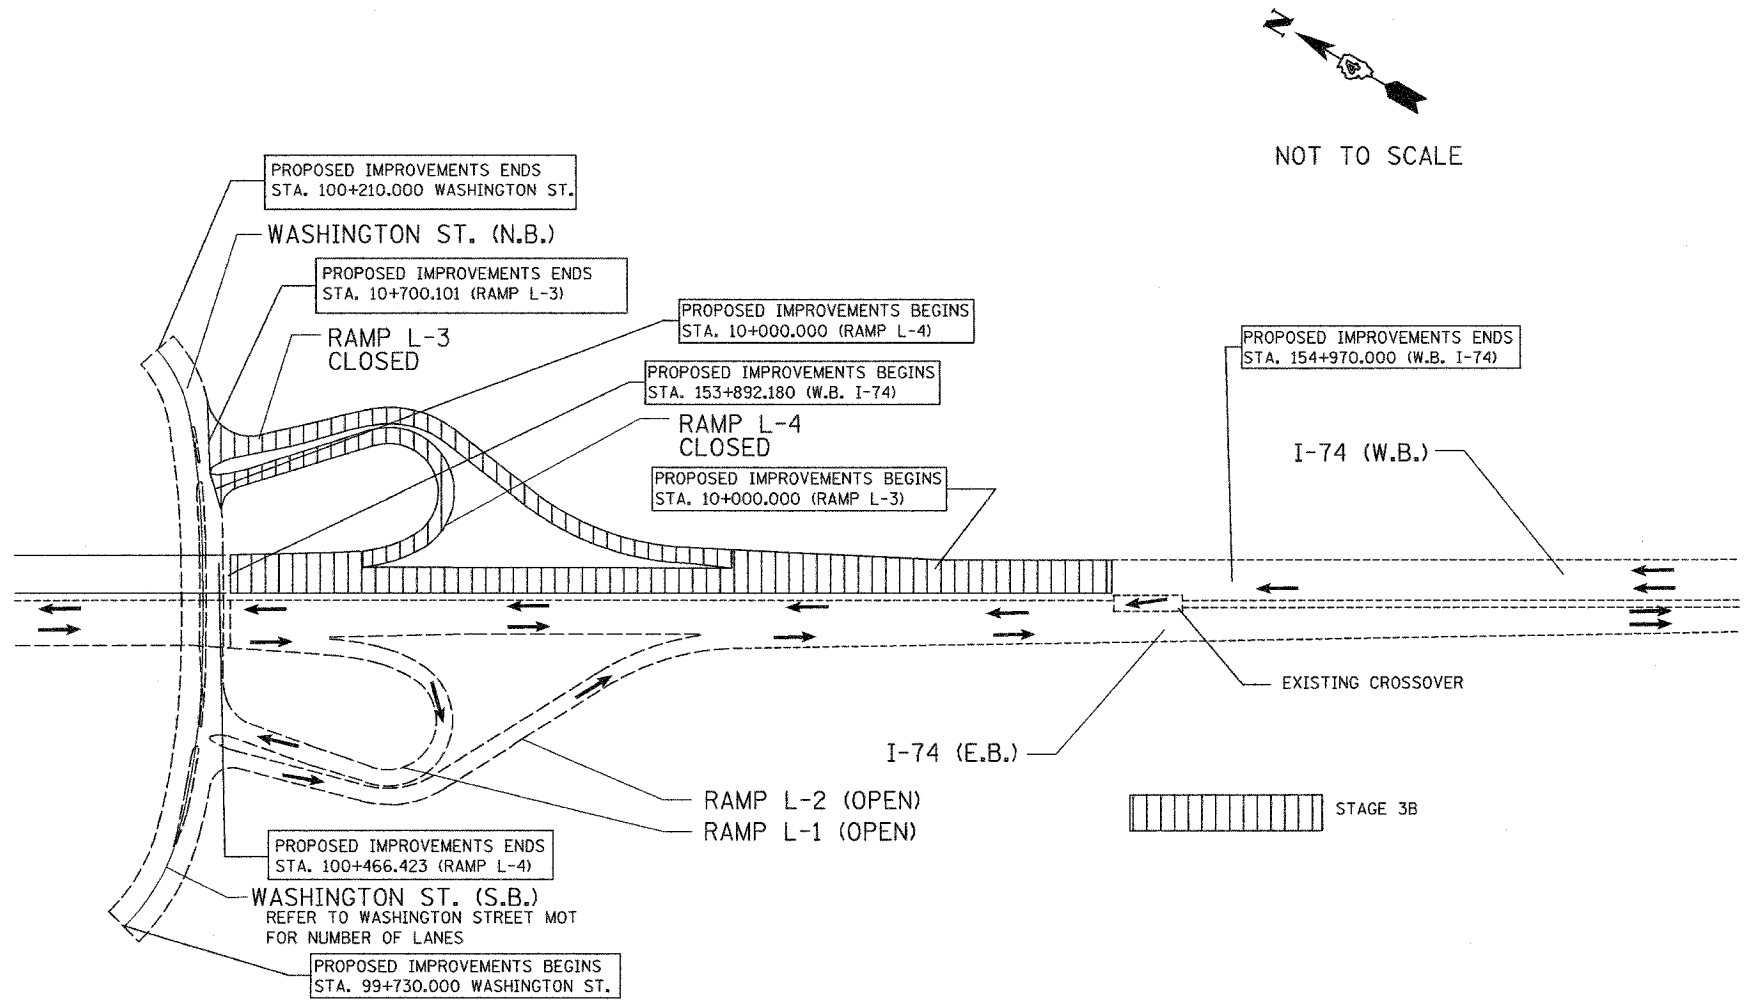 N
4
NOT TO SCALE
PROPOSED IMPROVEMENTS ENDS
STA. 100+210.000 WASHINGTON ST.
WASHINGTON ST. (N.B.)
PROPOSED IMPROVEMENTS ENDS
STA. 10+700.101 (RAMP L-3)
RAMP L-3
CLOSED
PROPOSED IMPROVEMENTS BEGINS
STA. 10+000.000 (RAMP L-4)
PROPOSED IMPROVEMENTS BEGINS
STA. 153+892.180 (W.B. I-74)
RAMP L-4
CLOSED
PROPOSED IMPROVEMENTS BEGINS
STA. 10+000.000 (RAMP L-3)
PROPOSED IMPROVEMENTS ENDS
STA. 154+970.000 (W.B. I-74)
I-74 (W.B.)
EXISTING CROSSOVER
I-74 (E.B.)
RAMP L-2 (OPEN)
RAMP L-1 (OPEN)
STAGE 3B
PROPOSED IMPROVEMENTS ENDS
STA. 100+466.423 (RAMP L-4)
WASHINGTON ST. (S.B.)
REFER TO WASHINGTON STREET MOT
FOR NUMBER OF LANES
PROPOSED IMPROVEMENTS BEGINS
STA. 99+730.000 WASHINGTON ST.